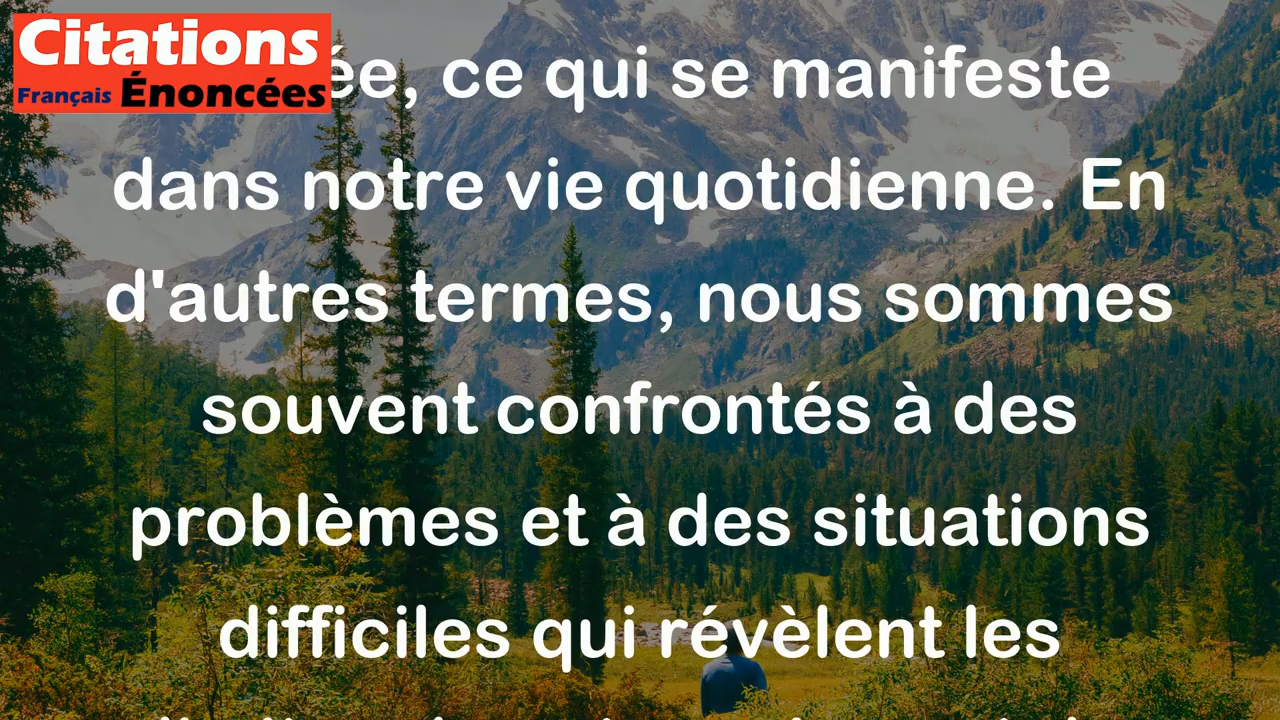 Citations
Français Énoncées
ce qui se manifeste
dans notre vie quotidienne. En
d'autres termes, nous sommes
souvent confrontés à des
problèmes et à des situations
difficiles qui révèlent les